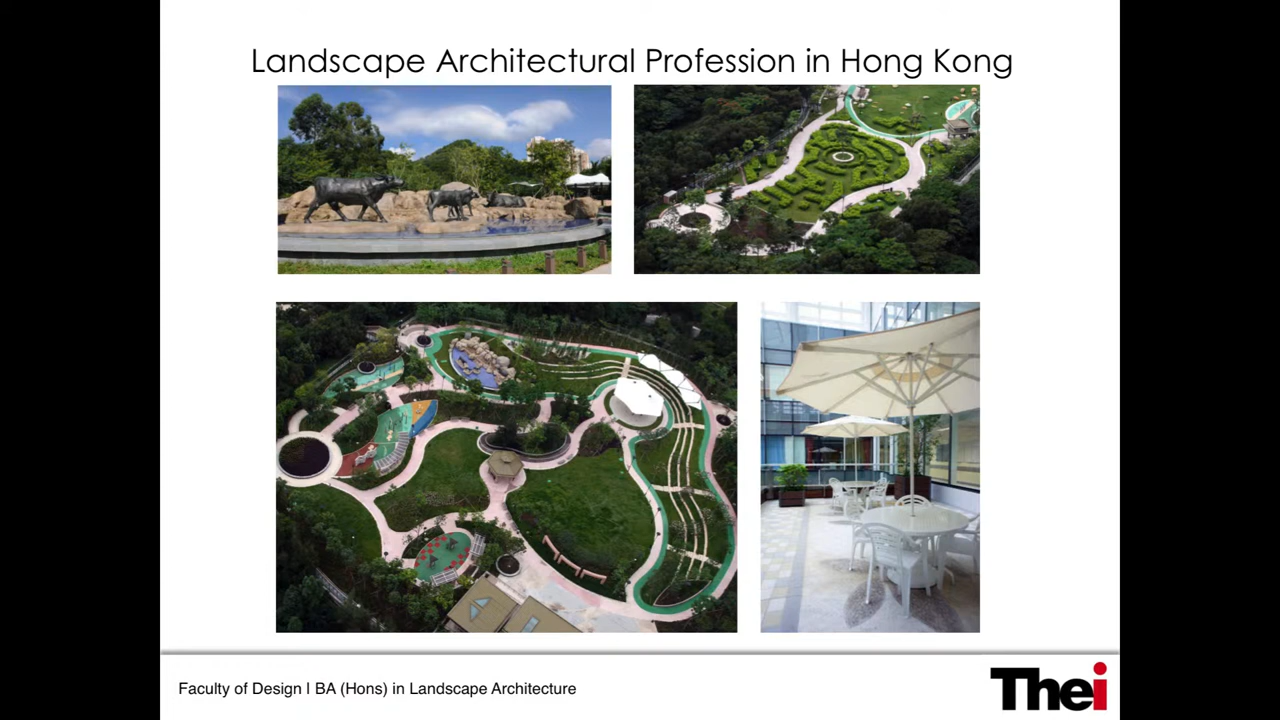 Landscape Architectural Profession in Hong Kong
Faculty of Design I BA (Hons) in Landscape Architecture
Thei